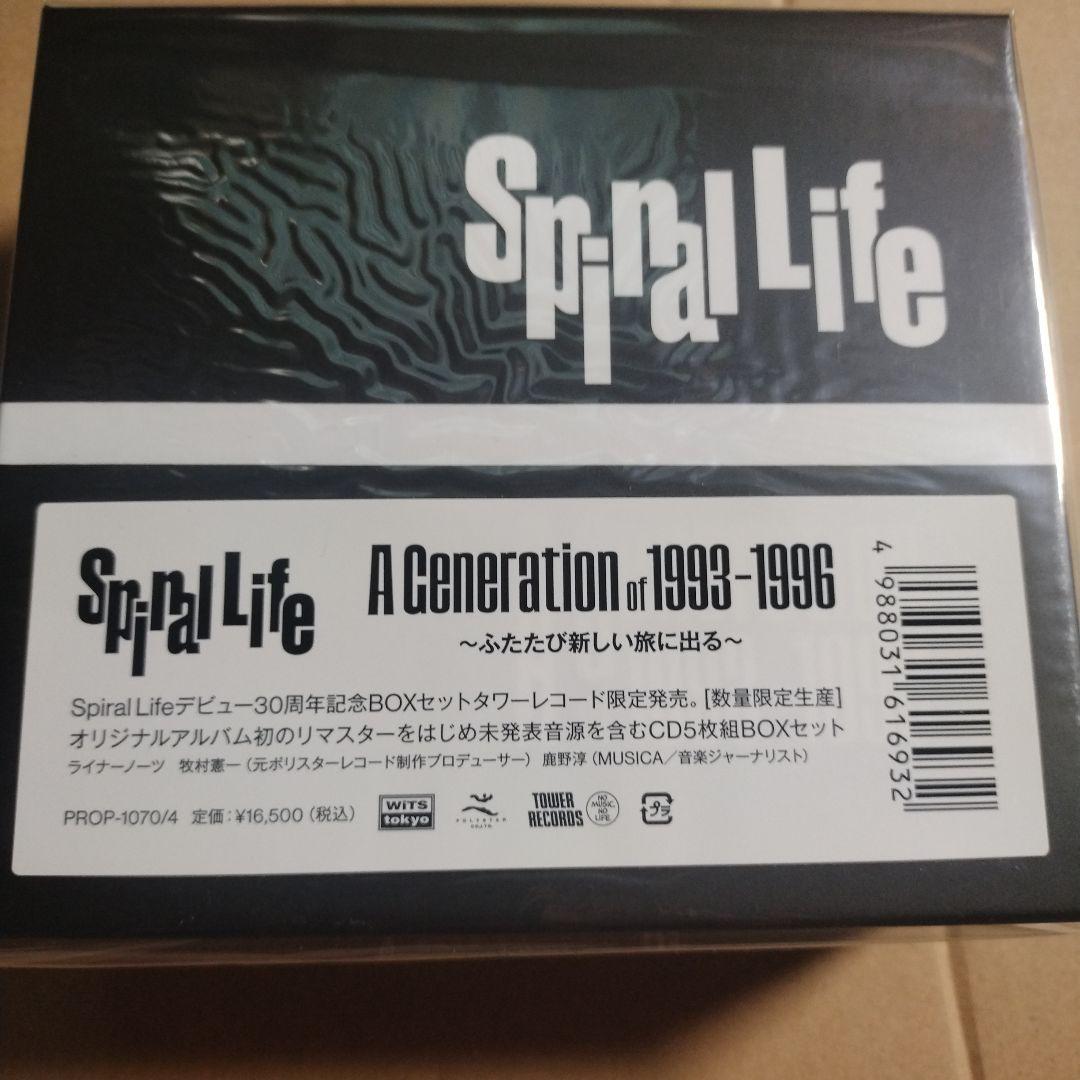 Spiral Life
Spiral Life
A Generation of 1993-1996
～ふたたび新しい旅に出る～
Spiral Lifeデビュー30周年記念BOXセットタワーレコード限定発売。[数量限定生産]
オリジナルアルバム初のリマスターをはじめ未発表音源を含むCD5枚組BOXセット
ライナーノーツ 牧村憲一（元ポリスターレコード制作プロデューサー） 鹿野淳（MUSICA／音楽ジャーナリスト）
PROP-1070/4 定価：¥16,500（税込）
WiTS
tokyo
POLYSTAR
CO.,LTD.
TOWER
RECORDS
NO
MUSIC,
NO
LIFE.
プラ
4 988031 616932